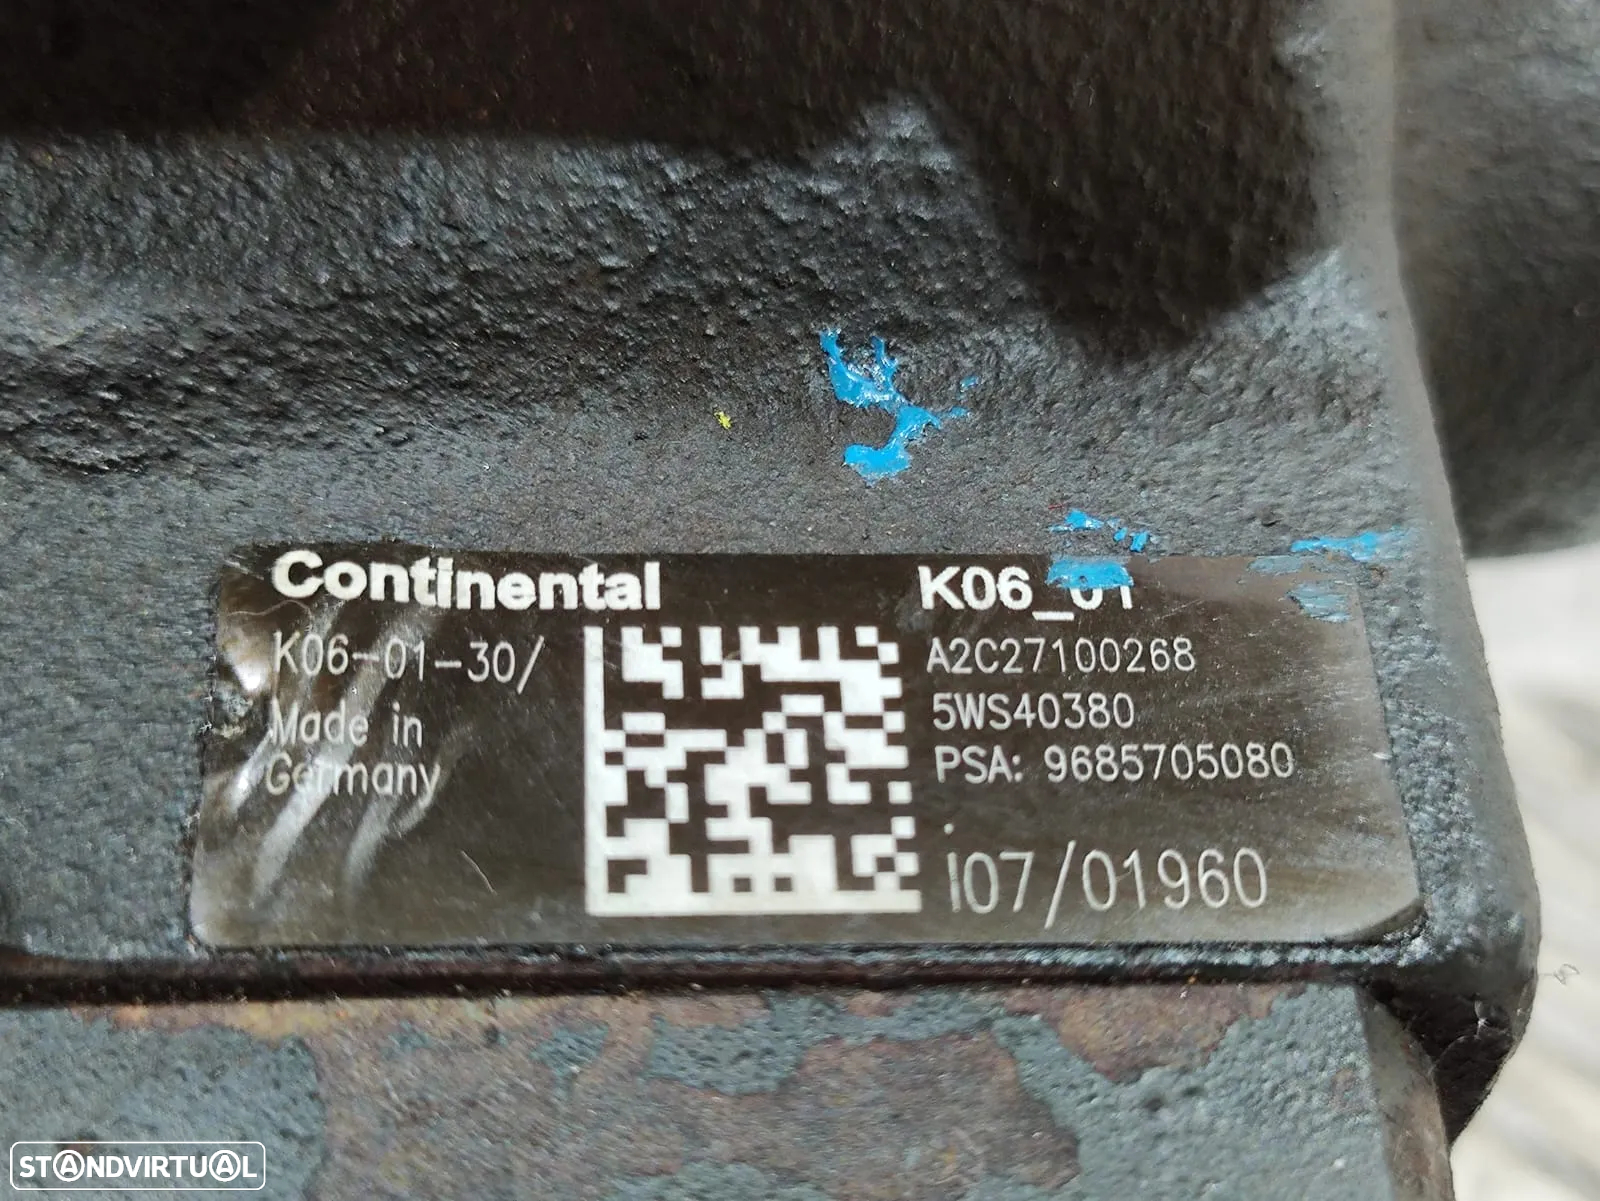 Continental
K06-01-30/
Made in
Germany
K06_01
A2C27100268
5WS40380
PSA: 9685705080
I07/01960
STANDVIRTUAL